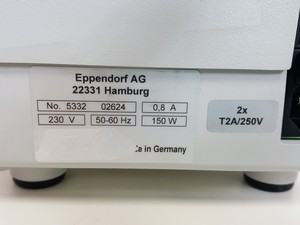 Eppendorf AG
22331 Hamburg
No. 5332 02624 0,8 A
230 V 50-60 Hz 150 W
in Germany
2x
T2A/250V